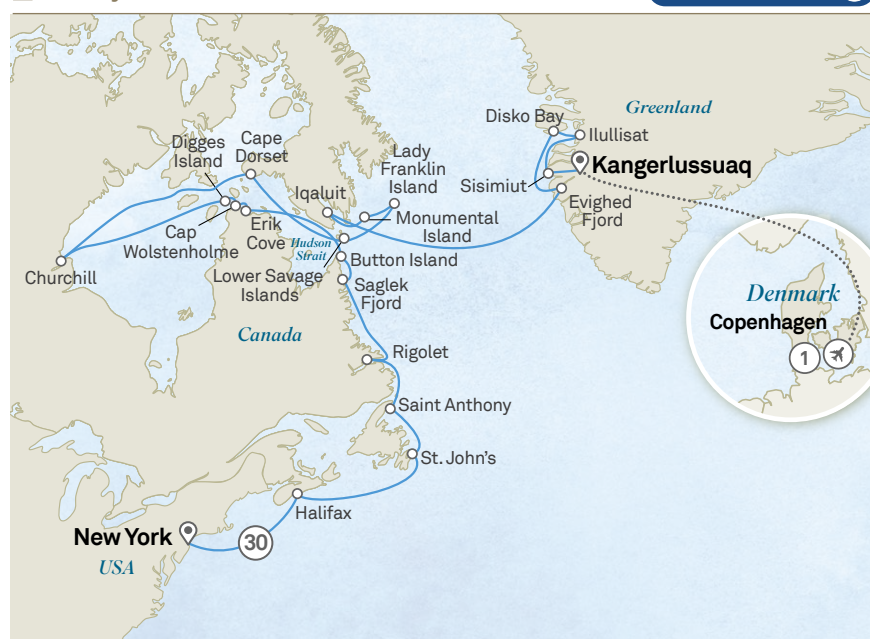 Greenland
Disko Bay
Ilullisat
Kangerlussuaq
Sisimiut
Evighed
Fjord
Digges
Island
Cape
Dorset
Lady
Franklin
Island
Iqaluit
Monumental
Island
Cap
Wolstenholme
Erik
Cove
Hudson
Strait
Churchill
Button Island
Lower Savage
Islands
Saglek
Fjord
Denmark
Copenhagen
1
Canada
Rigolet
Saint Anthony
St. John's
Halifax
New York
30
USA